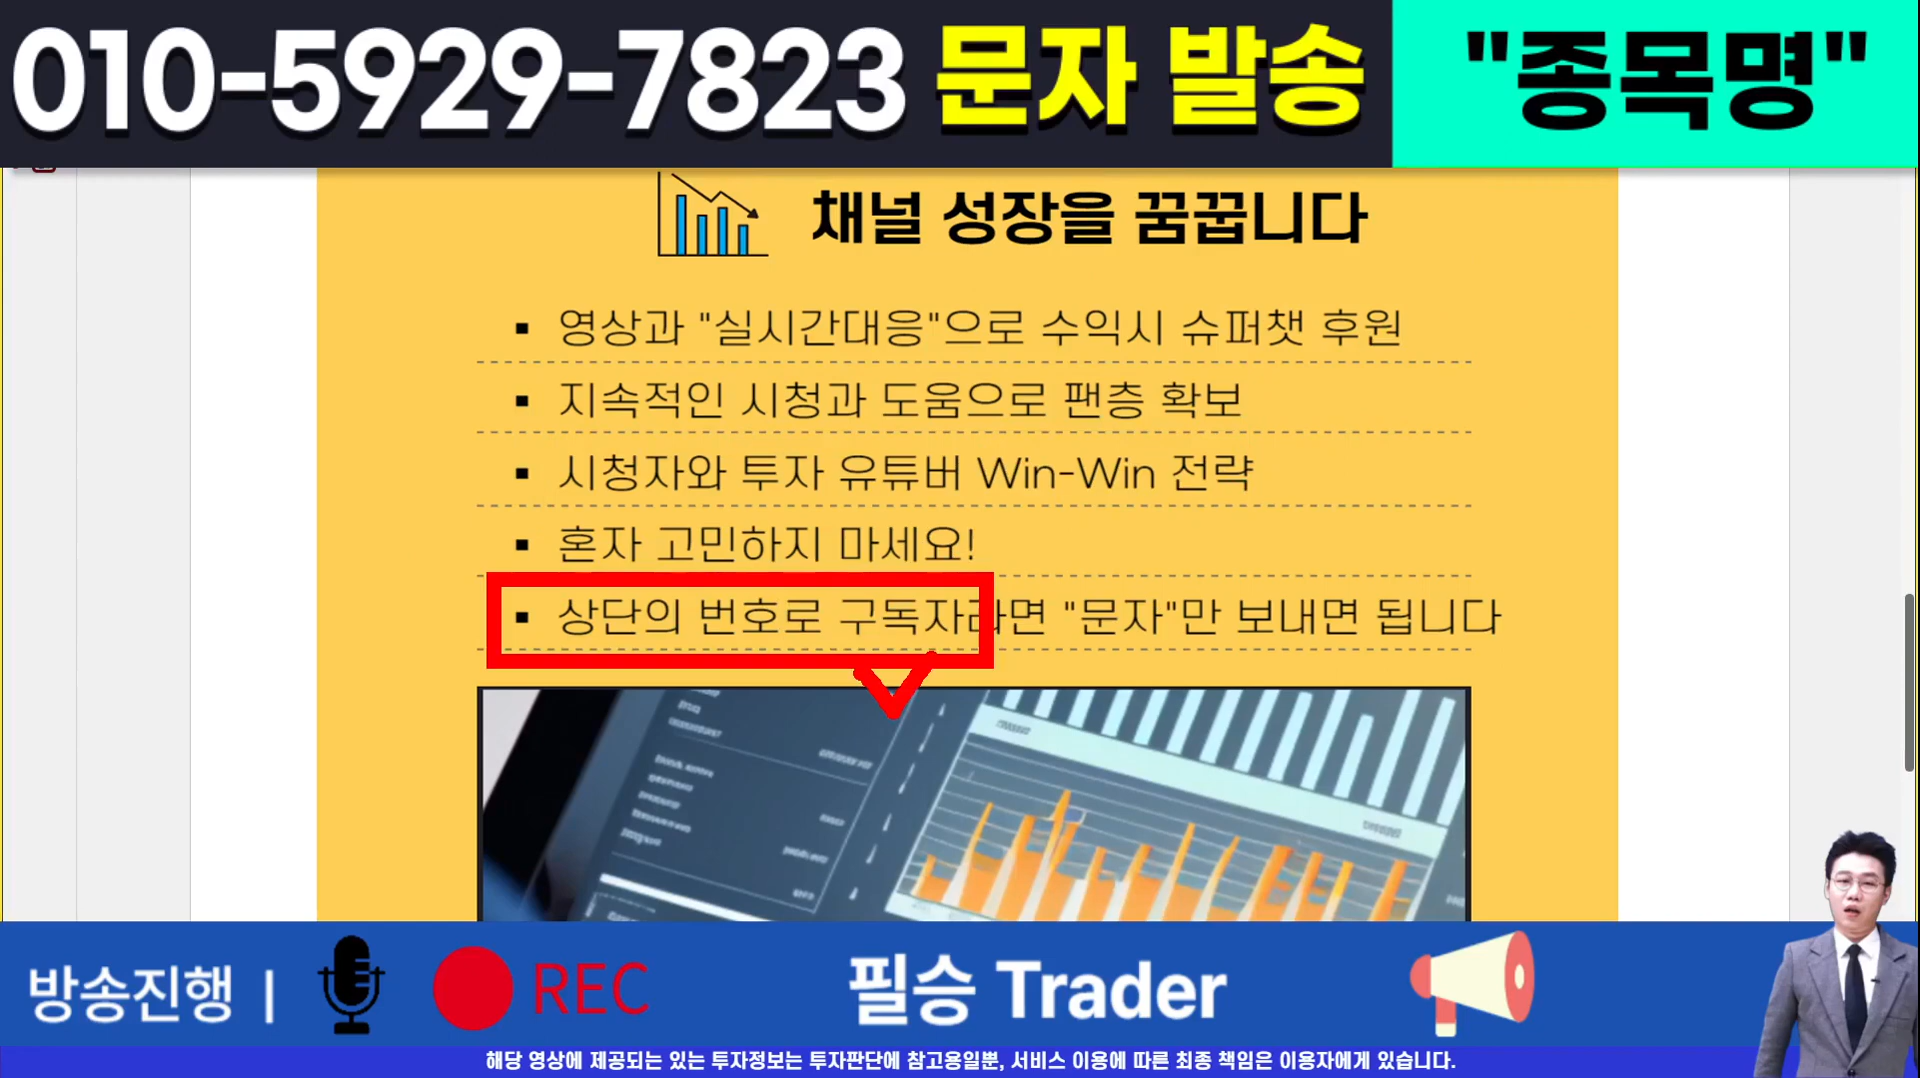 010-5929-7823 문자 발송 "종목명"
채널 성장을 꿈꿉니다
▪ 영상과 "실시간대응"으로 수익시 슈퍼챗 후원
▪ 지속적인 시청과 도움으로 팬층 확보
▪ 시청자와 투자 유튜버 Win-Win 전략
▪ 혼자 고민하지 마세요!
▪ 상단의 번호로 구독자라면 "문자"만 보내면 됩니다
방송진행 | REC 필승 Trader
해당 영상에 제공되는 있는 투자정보는 투자판단에 참고용일뿐, 서비스 이용에 따른 최종 책임은 이용자에게 있습니다.